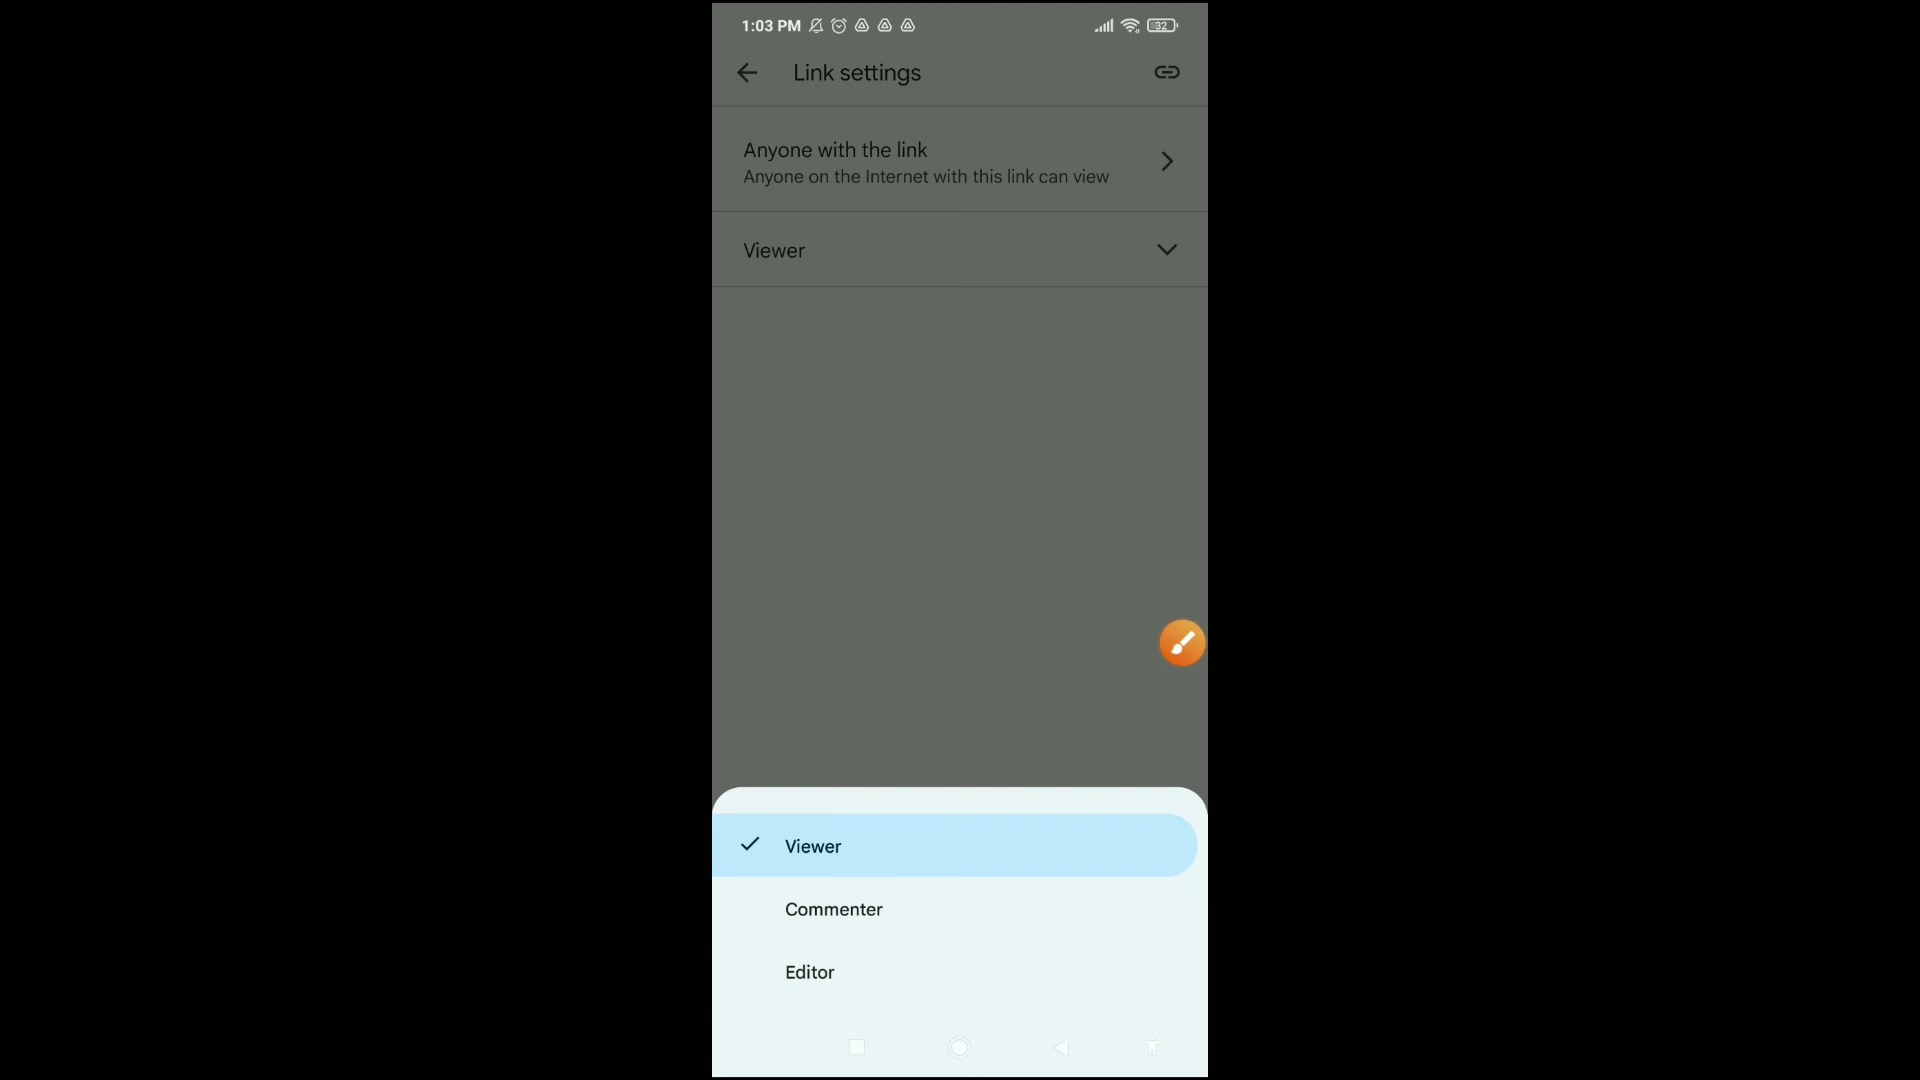 1:03 PM
32
Link settings
Anyone with the link
Anyone on the Internet with this link can view
Viewer
Viewer
Commenter
Editor